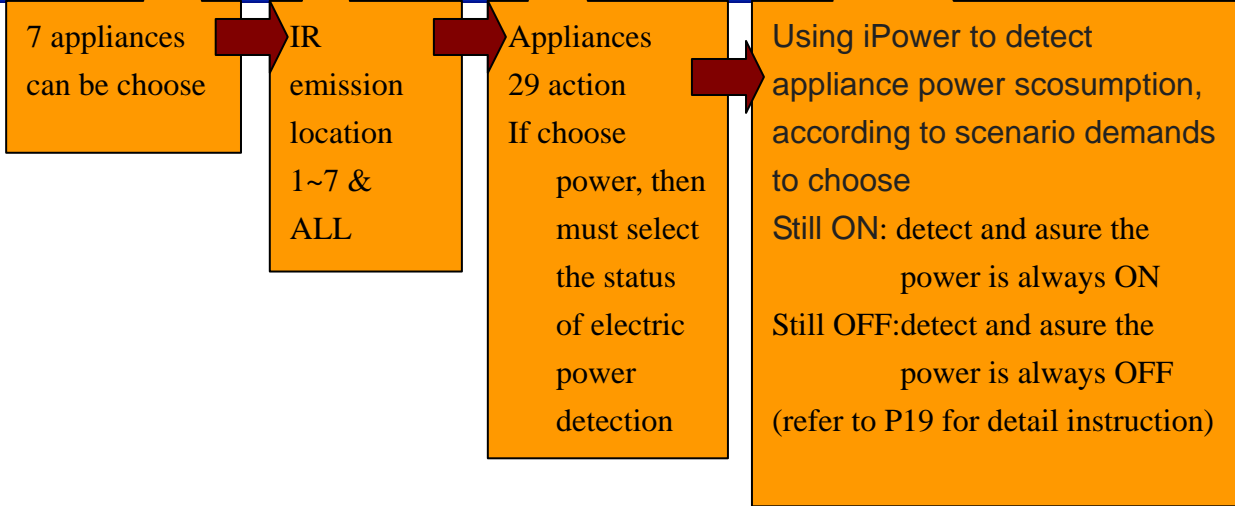 7 appliances
can be choose
IR
emission
location
1~7 &
ALL
Appliances
29 action
If choose
power, then
must select
the status
of electric
power
detection
Using iPower to detect
appliance power scosumption,
according to scenario demands
to choose
Still ON: detect and asure the
power is always ON
Still OFF:detect and asure the
power is always OFF
(refer to P19 for detail instruction)